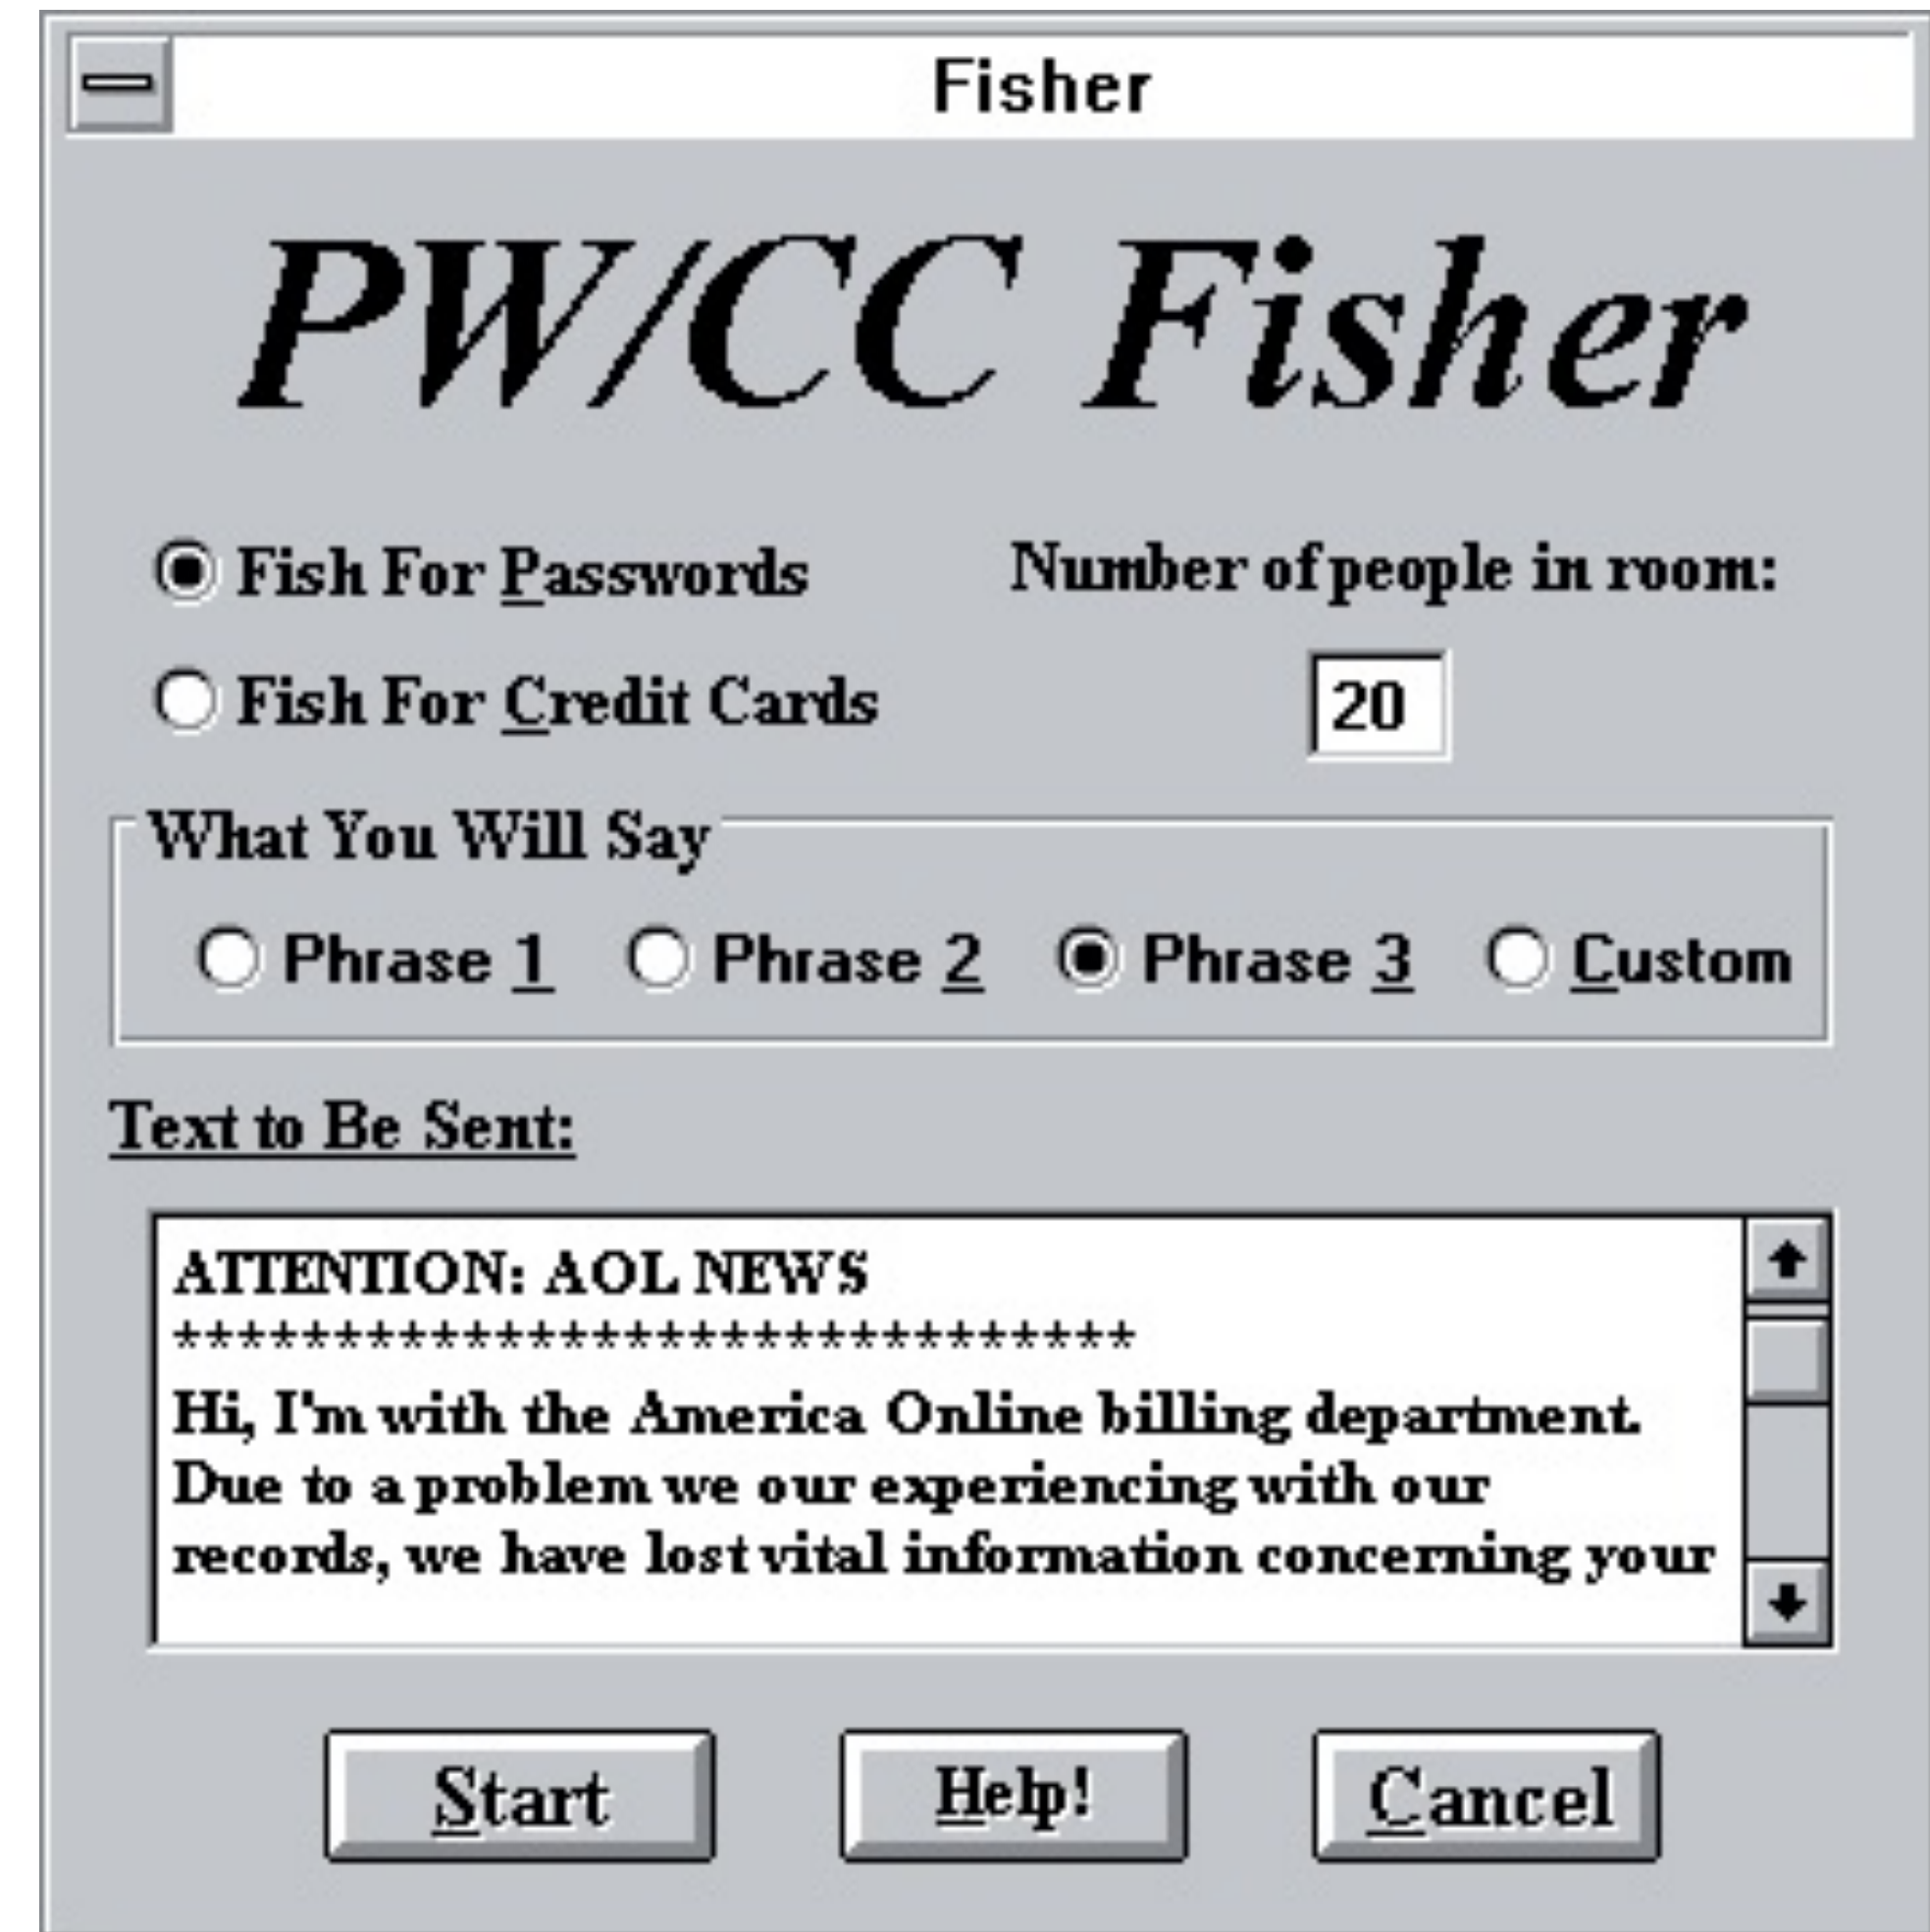 Fisher
PW/CC Fisher
Fish For Passwords
Number of people in room:
Fish For Credit Cards
20
What You Will Say
Phrase 1 Phrase 2 Phrase 3 Custom
Text to Be Sent:
ATTENTION: AOL NEWS
******************************
Hi, I'm with the America Online billing department.
Due to a problem we our experiencing with our
records, we have lost vital information concerning your
Start Help! Cancel